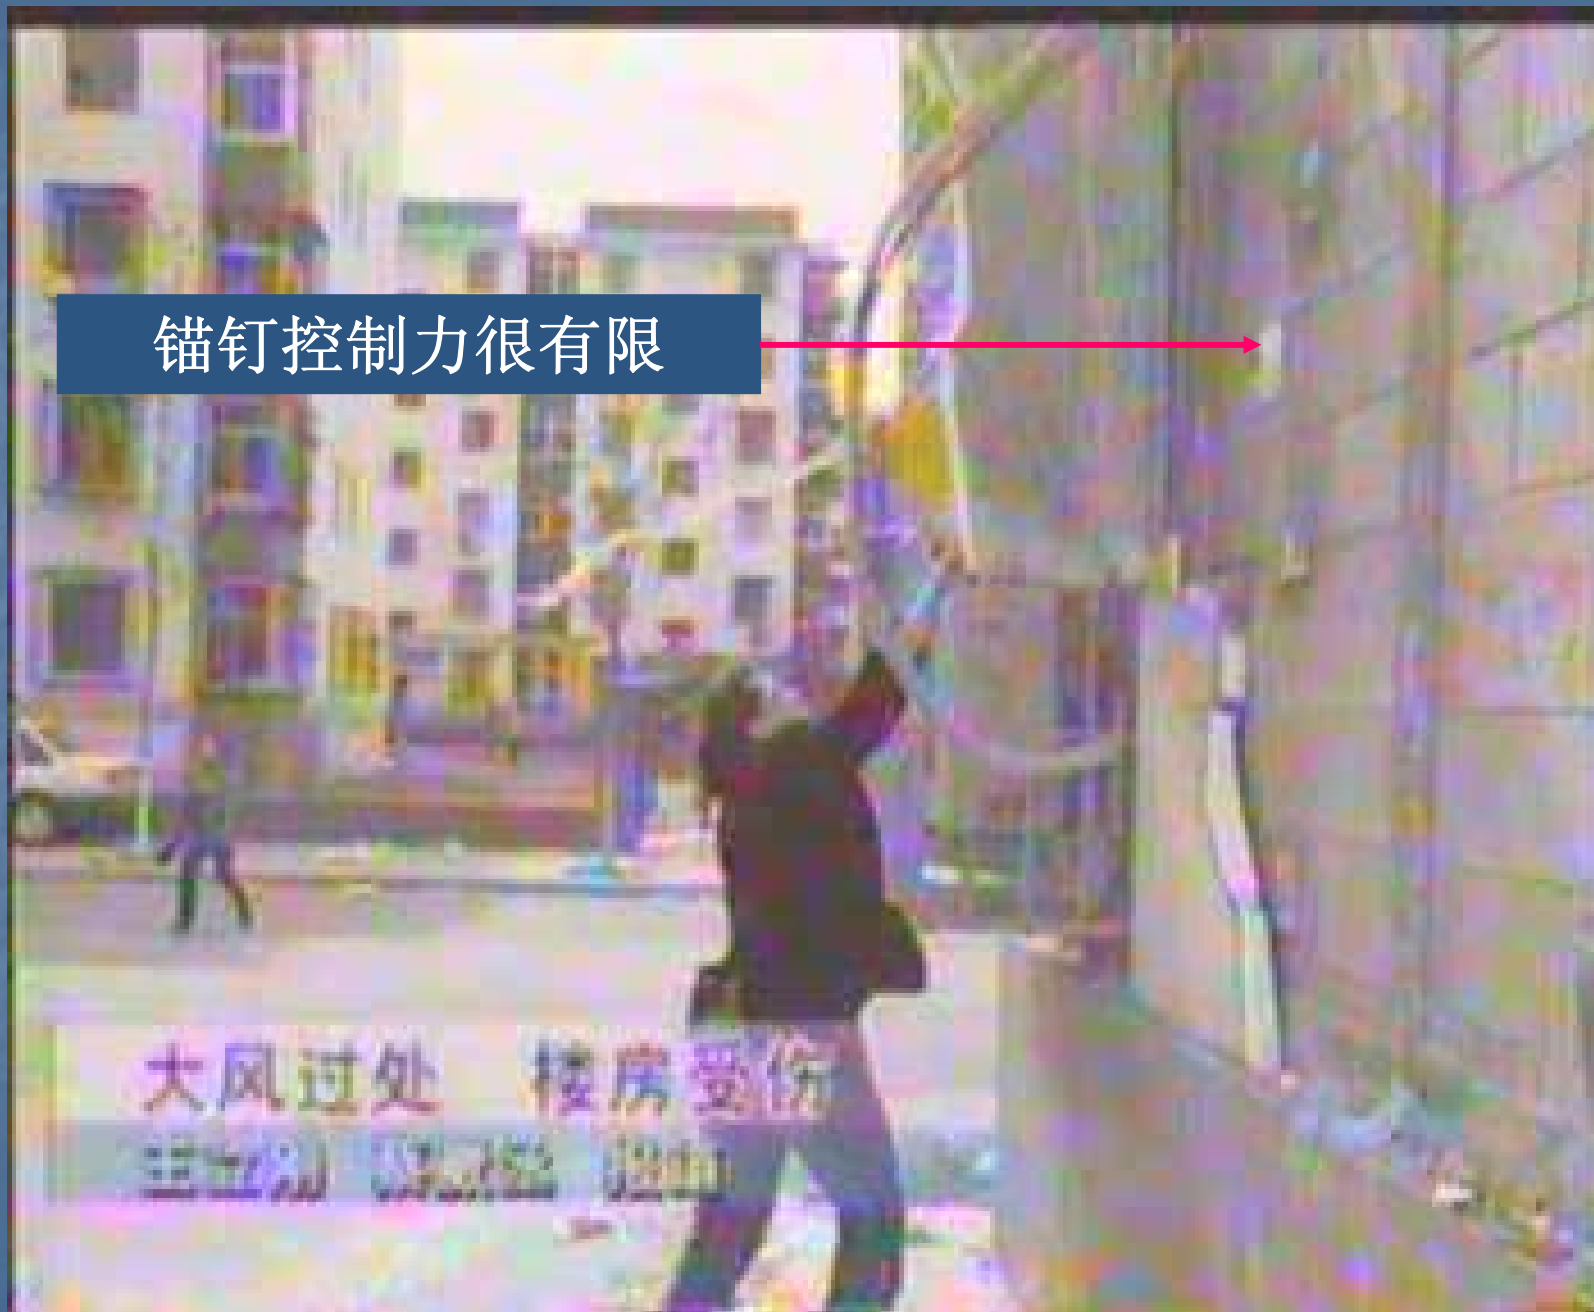 锚钉控制力很有限
大风过处 楼房受伤